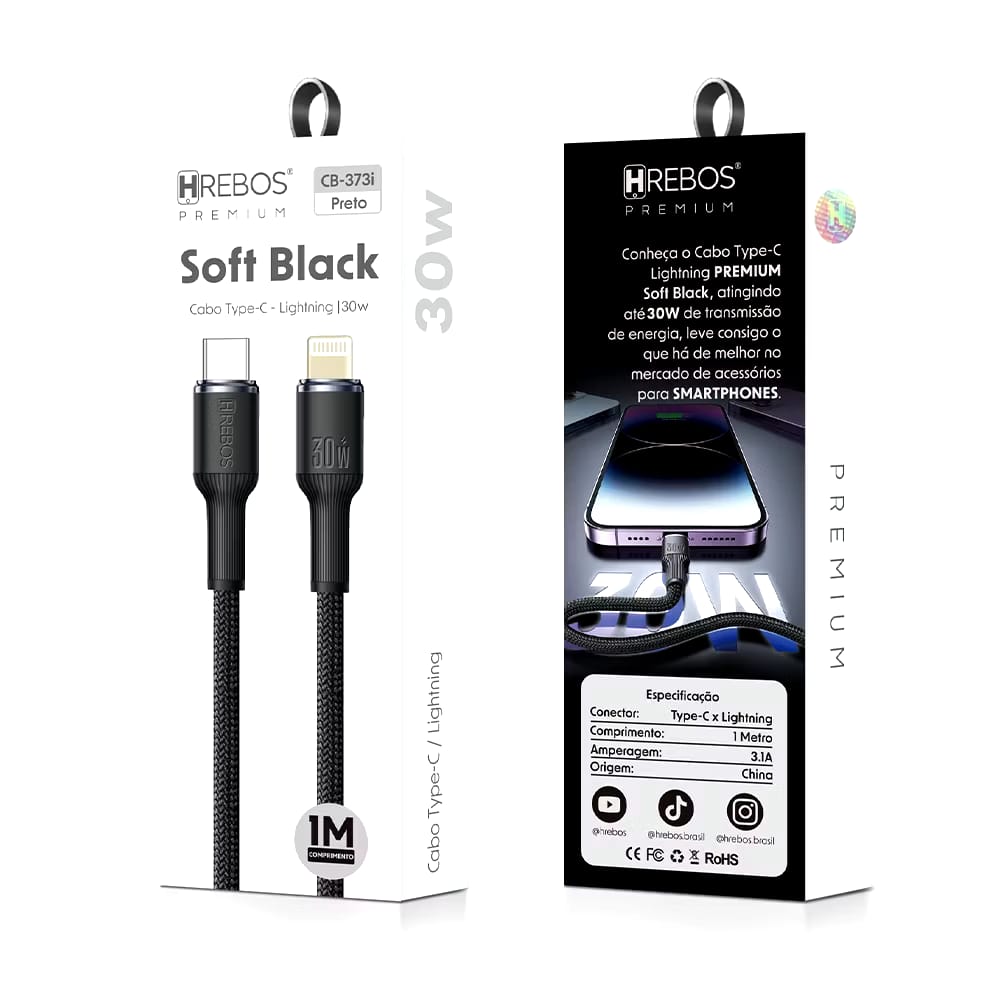 HREBOS®
PREMIUM
CB-373i
Preto
Soft Black
Cabo Type-C - Lightning |30w
HREBOS
30W
1M
COMPRIMENTO
30w
Cabo Type-C / Lightning
HREBOS®
PREMIUM
Conheça o Cabo Type-C
Lightning PREMIUM
Soft Black, atingindo
até 30W de transmissão
de energia, leve consigo o
que há de melhor no
mercado de acessórios
para SMARTPHONES.
30W
30W
Especificação
Conector: Type-C x Lightning
Comprimento: 1 Metro
Amperagem: 3.1A
Origem: China
@hrebos @hrebos.brasil @hrebos.brasil
CE FC RoHS
H
PREMIUM